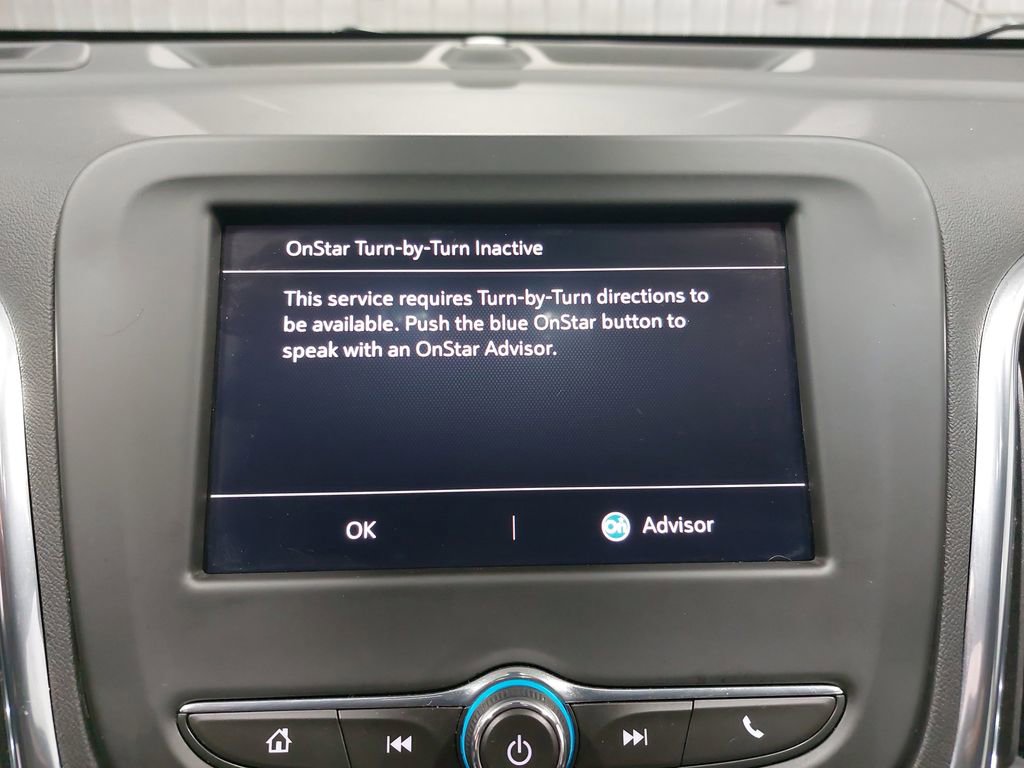 OnStar Turn-by-Turn Inactive
This service requires Turn-by-Turn directions to
be available. Push the blue OnStar button to
speak with an OnStar Advisor.
OK
on Advisor